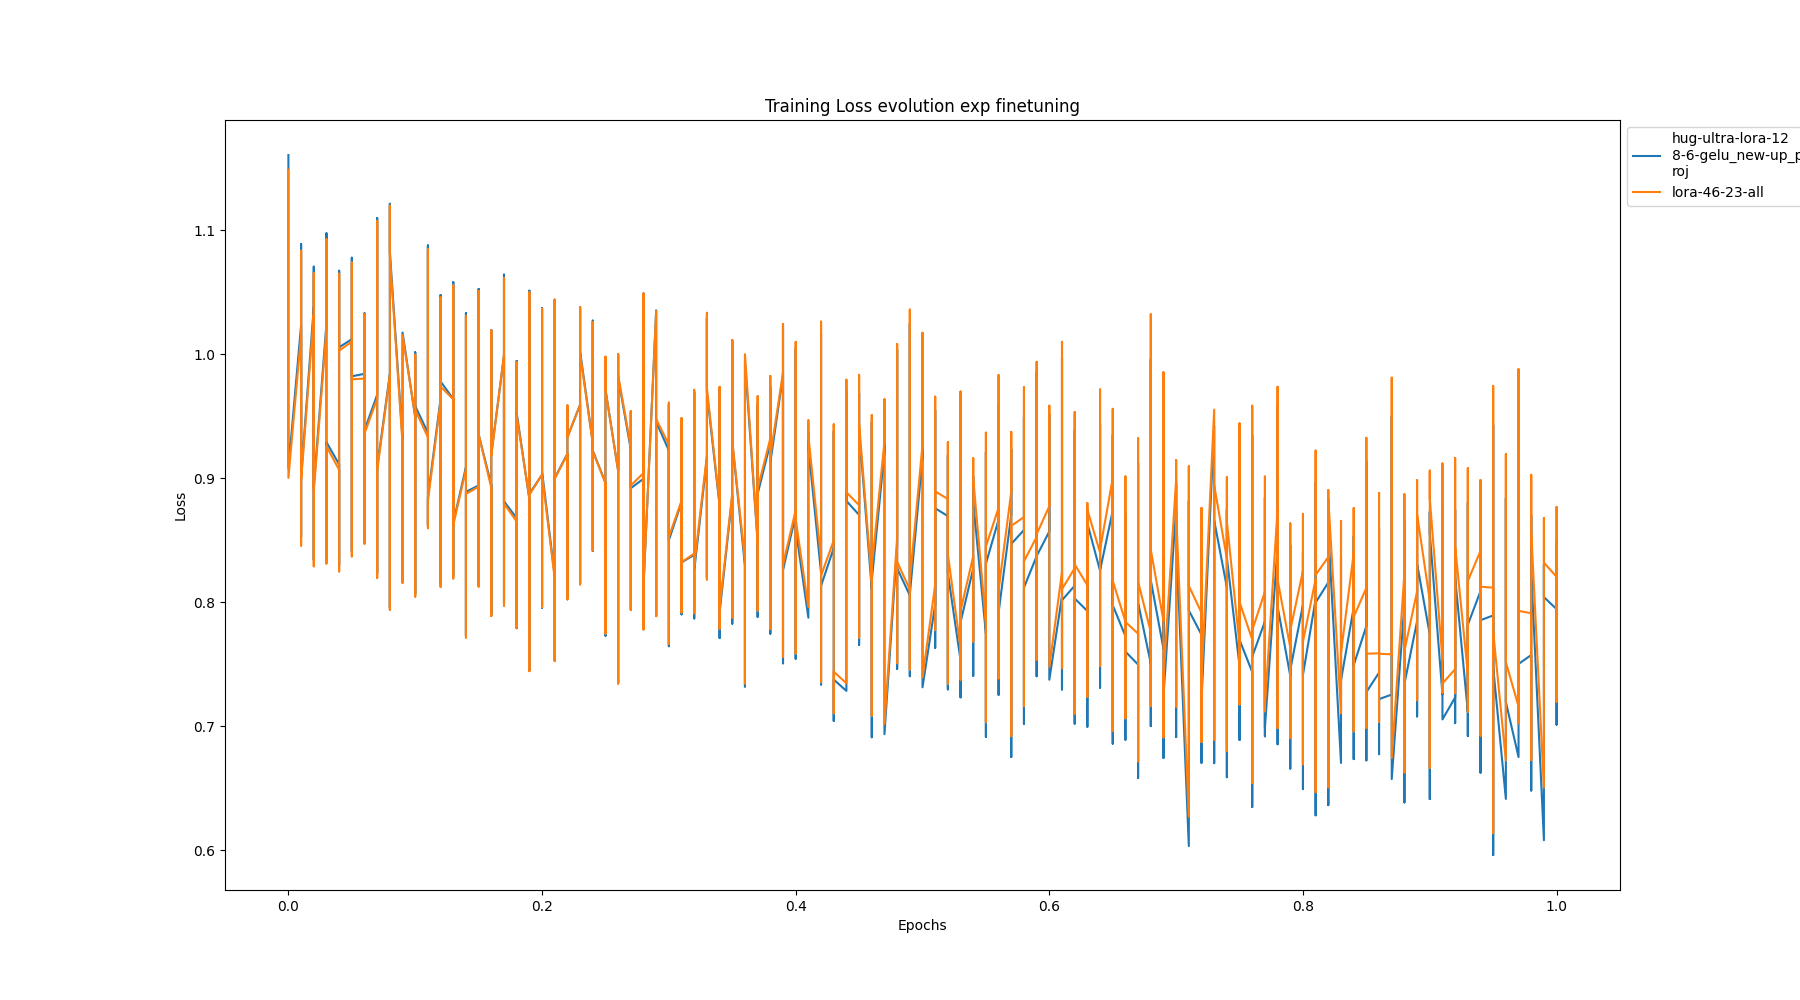 Training Loss evolution exp finetuning
hug-ultra-lora-12
8-6-gelu_new-up_p
roj
lora-46-23-all
1.1
1.0
0.9
0.8
0.7
0.6
Loss
0.0 0.2 0.4 0.6 0.8 1.0
Epochs